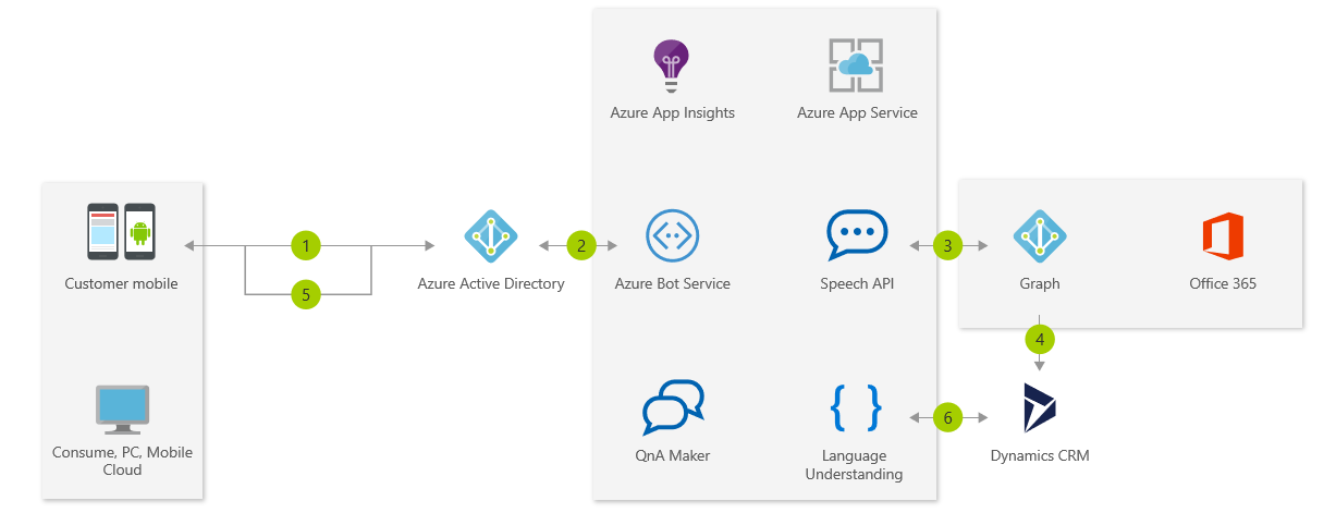 Azure App Insights
Azure App Service
1
2
3
Customer mobile
5
Azure Active Directory
Azure Bot Service
Speech API
Graph
Office 365
4
6
Consume, PC, Mobile
Cloud
QnA Maker
Language
Understanding
Dynamics CRM